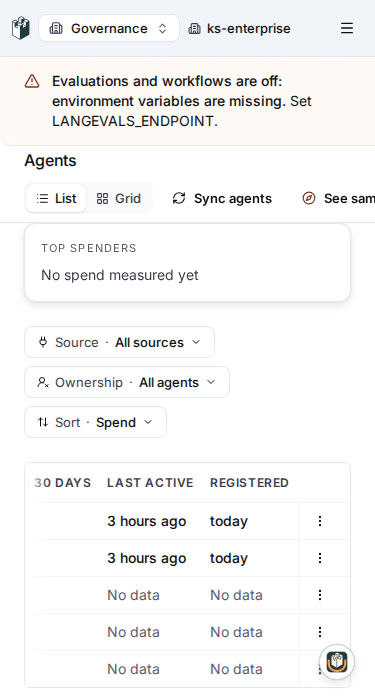 Governance
ks-enterprise
Evaluations and workflows are off:
environment variables are missing. Set
LANGEVALS_ENDPOINT.
Agents
List
Grid
Sync agents
See sam
TOP SPENDERS
No spend measured yet
Source · All sources
Ownership · All agents
Sort · Spend
30 DAYS LAST ACTIVE REGISTERED
3 hours ago today
3 hours ago today
No data No data
No data No data
No data No data